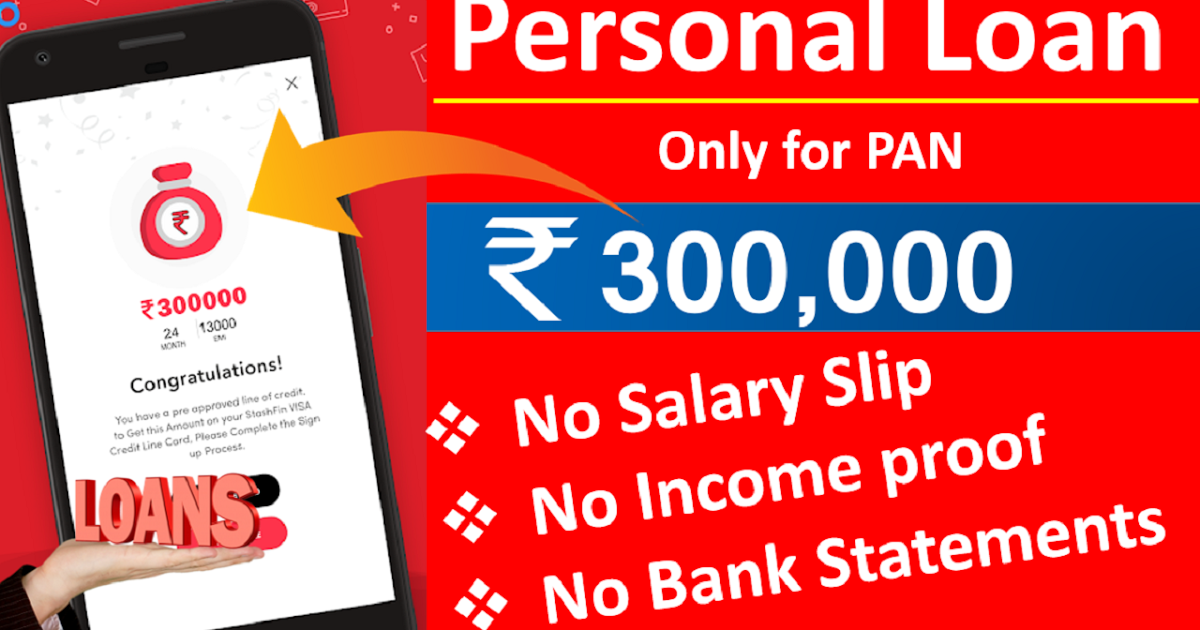 Personal Loan
Only for PAN
₹ 300,000
No Salary Slip
No Income proof
No Bank Statements
₹300000
24 ₹3000
MONTH EMI
Congratulations!
You have a pre approved line of credit,
to Get this Amount on your StashFin VISA
Credit Line Card, Please Complete the Sign
up Process.
LOANS